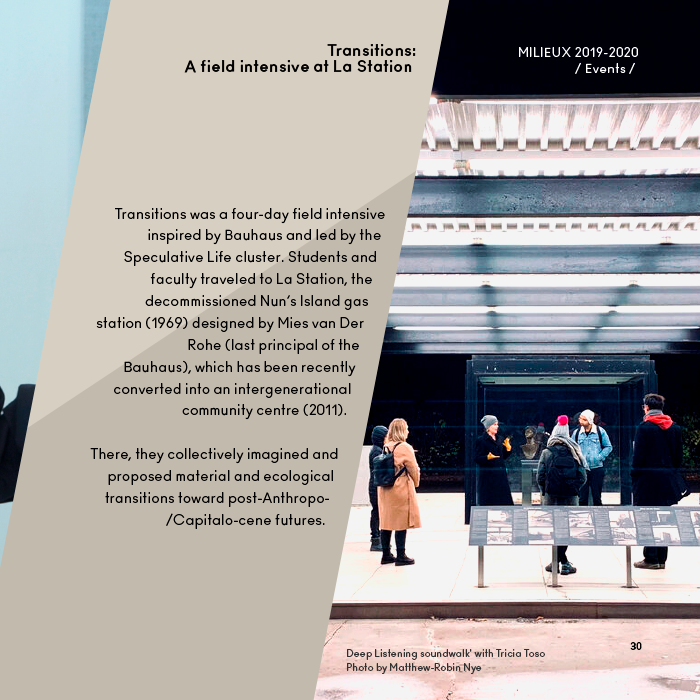 Transitions:
A field intensive at La Station
MILIEUX 2019-2020
/ Events /
Transitions was a four-day field intensive
inspired by Bauhaus and led by the
Speculative Life cluster. Students and
faculty traveled to La Station, the
decommissioned Nun's Island gas
station (1969) designed by Mies van Der
Rohe (last principal of the
Bauhaus), which has been recently
converted into an intergenerational
community centre (2011).
There, they collectively imagined and
proposed material and ecological
transitions toward post-Anthropo-
/Capitalo-cene futures.
30
Deep Listening soundwalk' with Tricia Toso
Photo by Matthew-Robin Nye